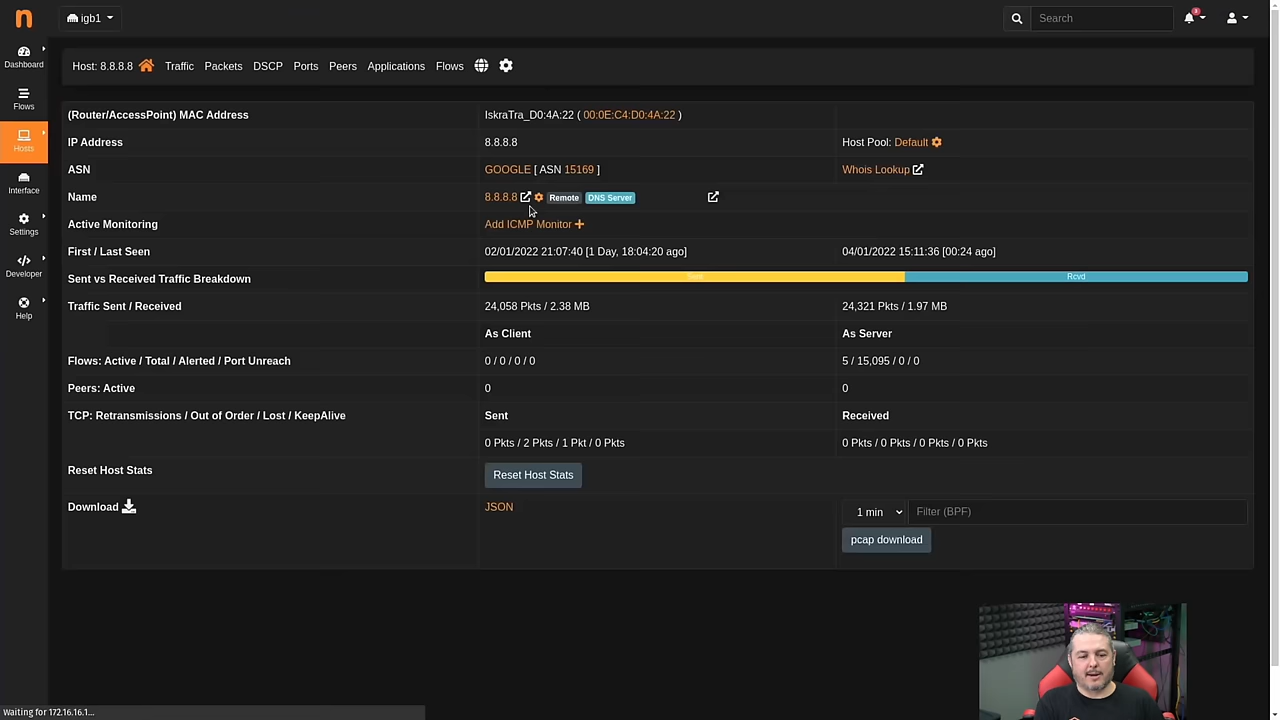 n igb1 Search 3
Dashboard
Flows
Hosts
Interface
Settings
Developer
Help
Host: 8.8.8.8 Traffic Packets DSCP Ports Peers Applications Flows
(Router/AccessPoint) MAC Address IskraTra_D0:4A:22 ( 00:0E:C4:D0:4A:22 )
IP Address 8.8.8.8 Host Pool: Default
ASN GOOGLE [ ASN 15169 ] Whois Lookup
Name 8.8.8.8 Remote DNS Server
Active Monitoring Add ICMP Monitor +
First / Last Seen 02/01/2022 21:07:40 [1 Day, 18:04:20 ago] 04/01/2022 15:11:36 [00:24 ago]
Sent vs Received Traffic Breakdown Sent Rcvd
Traffic Sent / Received 24,058 Pkts / 2.38 MB 24,321 Pkts / 1.97 MB
As Client As Server
Flows: Active / Total / Alerted / Port Unreach 0 / 0 / 0 / 0 5 / 15,095 / 0 / 0
Peers: Active 0 0
TCP: Retransmissions / Out of Order / Lost / KeepAlive Sent Received
0 Pkts / 2 Pkts / 1 Pkt / 0 Pkts 0 Pkts / 0 Pkts / 0 Pkts / 0 Pkts
Reset Host Stats Reset Host Stats
Download JSON 1 min Filter (BPF)
pcap download
Waiting for 172.16.16.1...